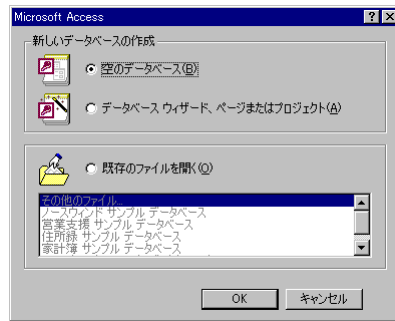 Microsoft Access
新しいデータベースの作成
空のデータベース(B)
データベース ウィザード、ページまたはプロジェクト(A)
既存のファイルを開く(O)
その他のファイル...
ノースウィンド サンプル データベース
営業支援 サンプル データベース
住所録 サンプル データベース
家計簿 サンプル データベース
OK
キャンセル